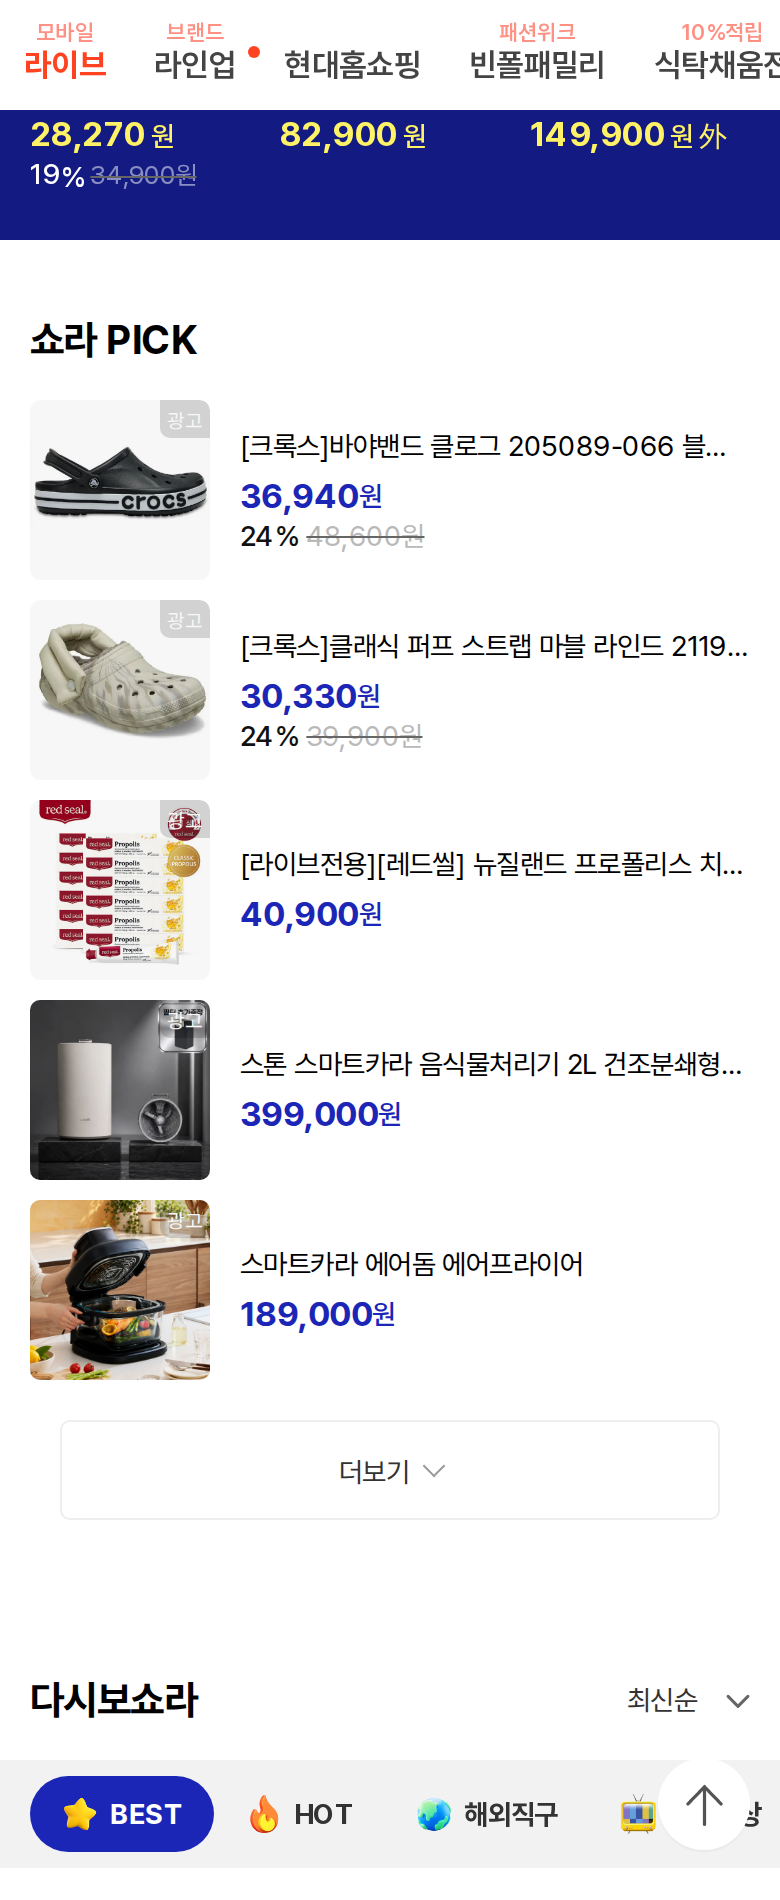 모바일
라이브
브랜드
라인업
현대홈쇼핑
패션위크
빈폴패밀리
10%적립
식탁채움전
28,270원
19% 34,900원
82,900원
149,900원 外
쇼라 PICK
광고
crocs
[크록스]바야밴드 클로그 205089-066 블...
36,940원
24% 48,600원
광고
[크록스]클래식 퍼프 스트랩 마블 라인드 2119...
30,330원
24% 39,900원
광고
red seal
Propolis
CLASSIC PROPOLIS
[라이브전용][레드씰] 뉴질랜드 프로폴리스 치...
40,900원
광고
스톤 스마트카라 음식물처리기 2L 건조분쇄형...
399,000원
광고
스마트카라 에어돔 에어프라이어
189,000원
더보기
다시보쇼라
최신순
BEST
HOT
해외직구